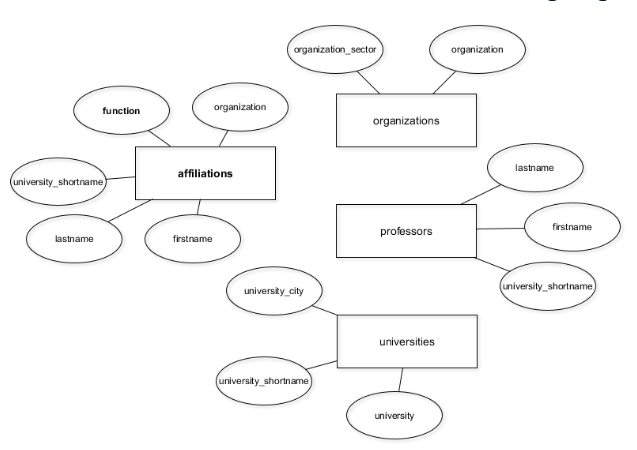 organization_sector
organization
organizations
function
organization
affiliations
university_shortname
lastname
firstname
lastname
professors
firstname
university_shortname
university_city
universities
university_shortname
university